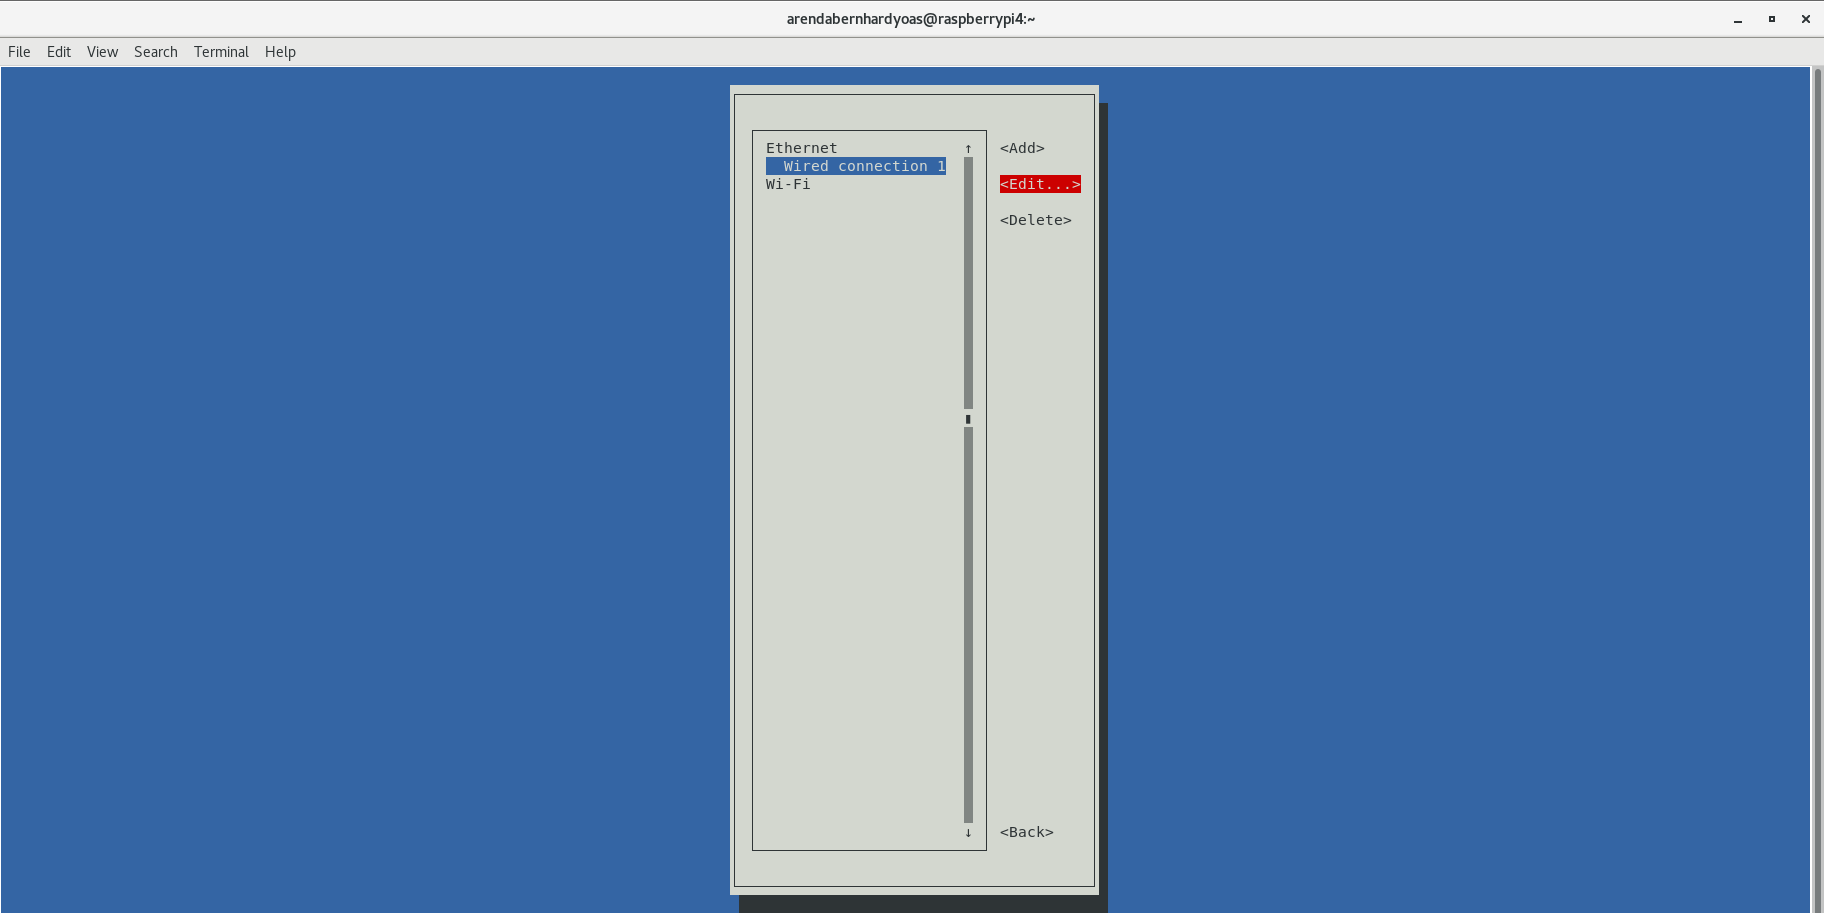 arendabernhardyoas@raspberrypi4:~
File Edit View Search Terminal Help
Ethernet
Wired connection 1
Wi-Fi
<Add>
<Edit...>
<Delete>
<Back>